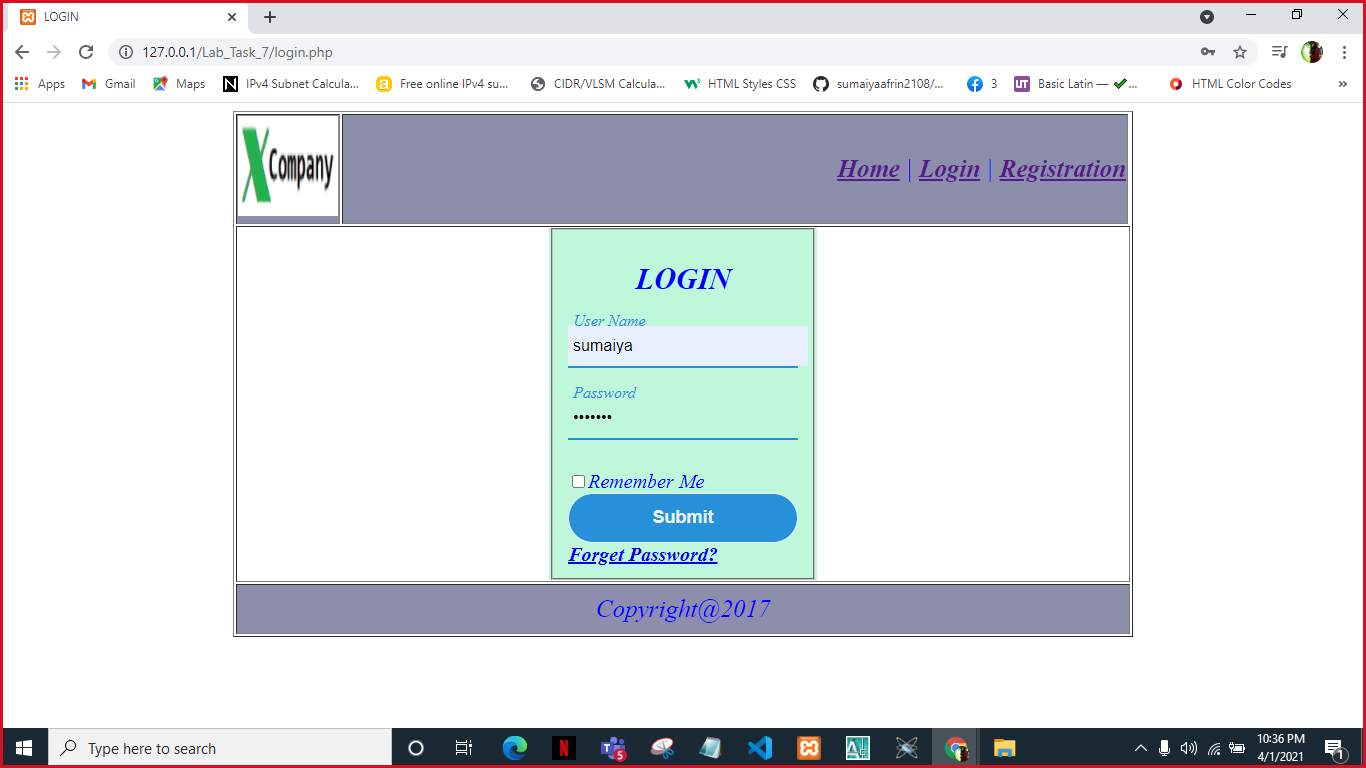 LOGIN
127.0.0.1/Lab_Task_7/login.php
Apps Gmail Maps IPv4 Subnet Calcula... Free online IPv4 su... CIDR/VLSM Calcula... HTML Styles CSS sumaiyaafrin2108/... 3 Basic Latin — ✔... HTML Color Codes »
X Company
Home | Login | Registration
LOGIN
User Name
sumaiya
Password
•••••••
Remember Me
Submit
Forget Password?
Copyright@2017
Type here to search
10:36 PM
4/1/2021